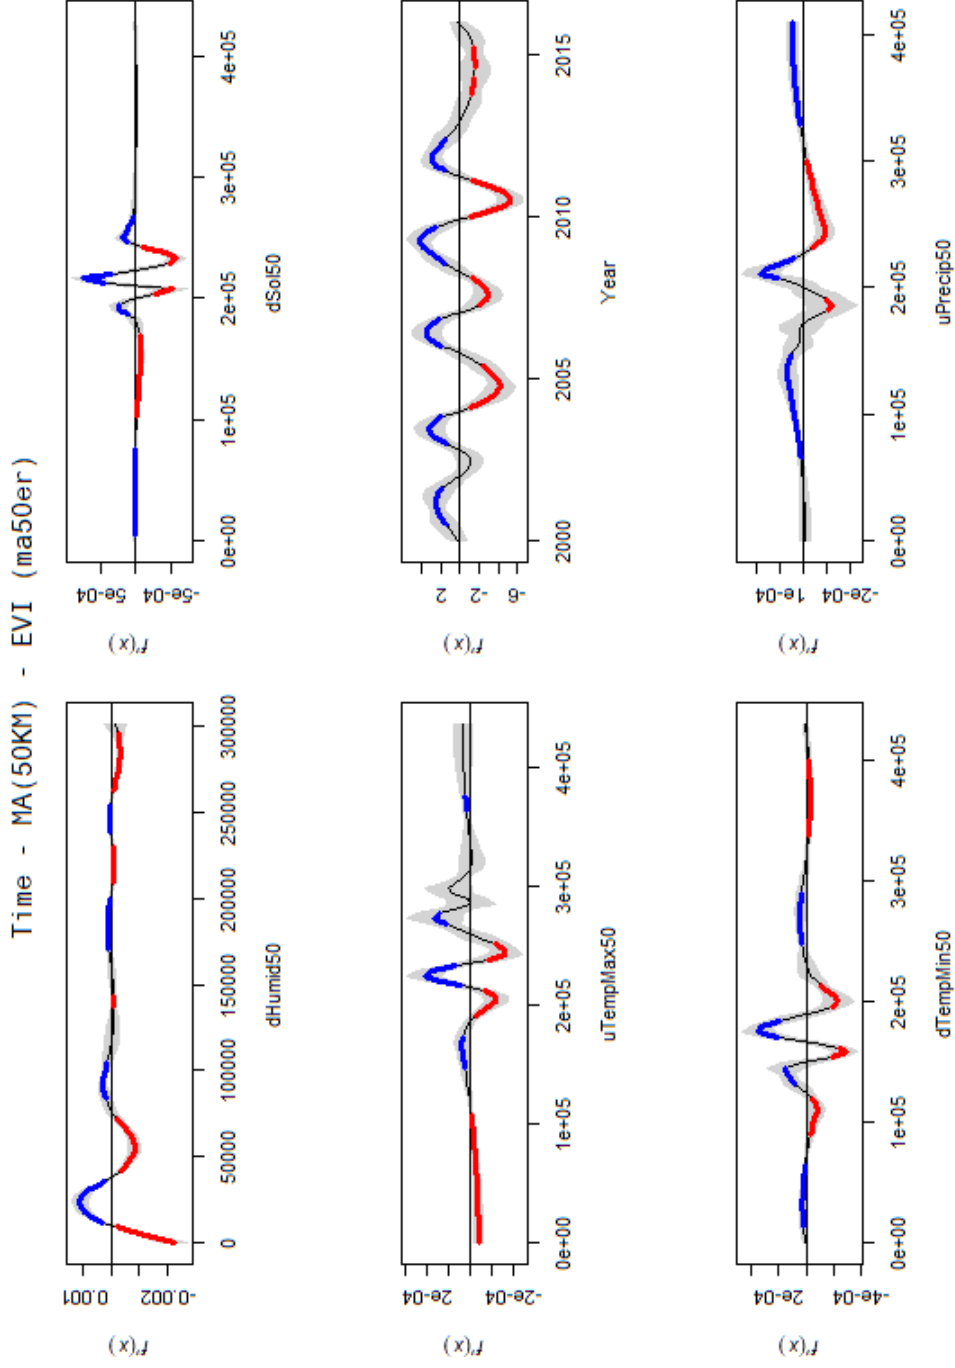 Time - MA(50KM) - EVI (ma50er)
f'(x)
0.001
-0.002
0 50000 100000 150000 200000 250000 300000
dHumid50
f'(x)
5e-04
-5e-04
0e+00 1e+05 2e+05 3e+05 4e+05
dSol50
f'(x)
2e-04
-2e-04
0e+00 1e+05 2e+05 3e+05 4e+05
uTempMax50
f'(x)
2
-2
-6
2000 2005 2010 2015
Year
f'(x)
2e-04
-4e-04
0e+00 1e+05 2e+05 3e+05 4e+05
dTempMin50
f'(x)
1e-04
-2e-04
0e+00 1e+05 2e+05 3e+05 4e+05
uPrecip50